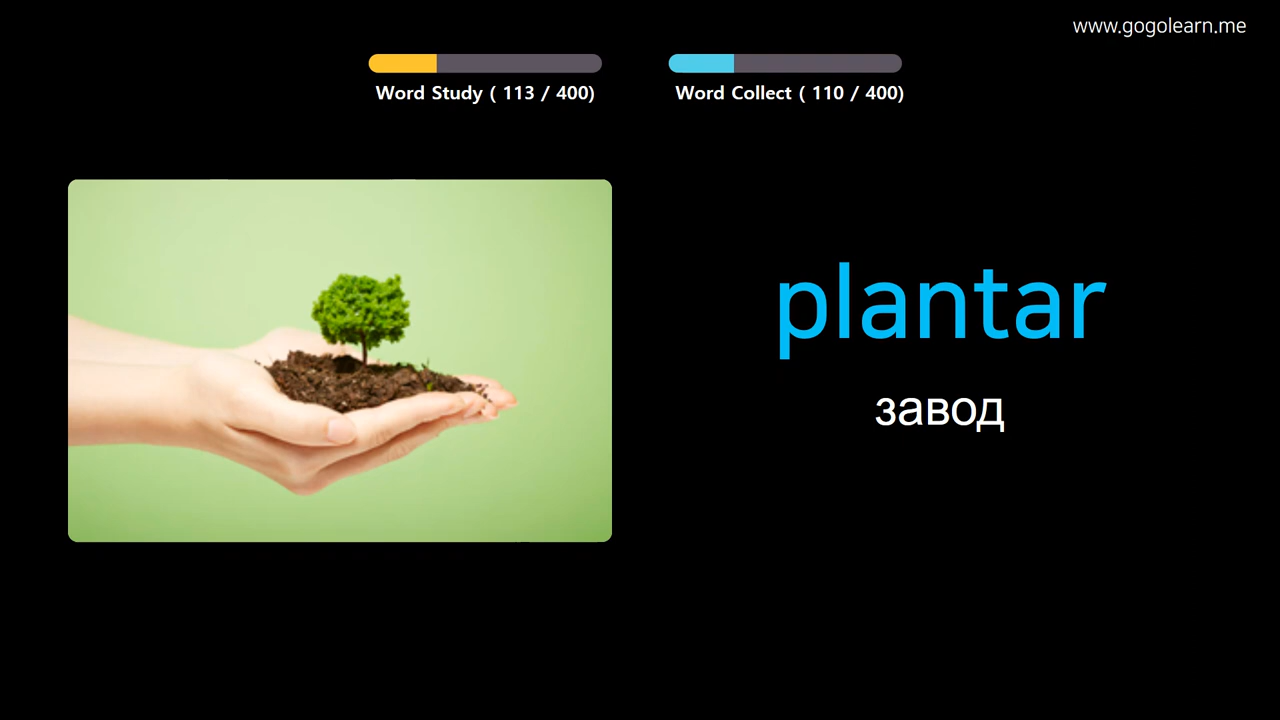 www.gogolearn.me
Word Study ( 113 / 400)
Word Collect ( 110 / 400)
plantar
завод